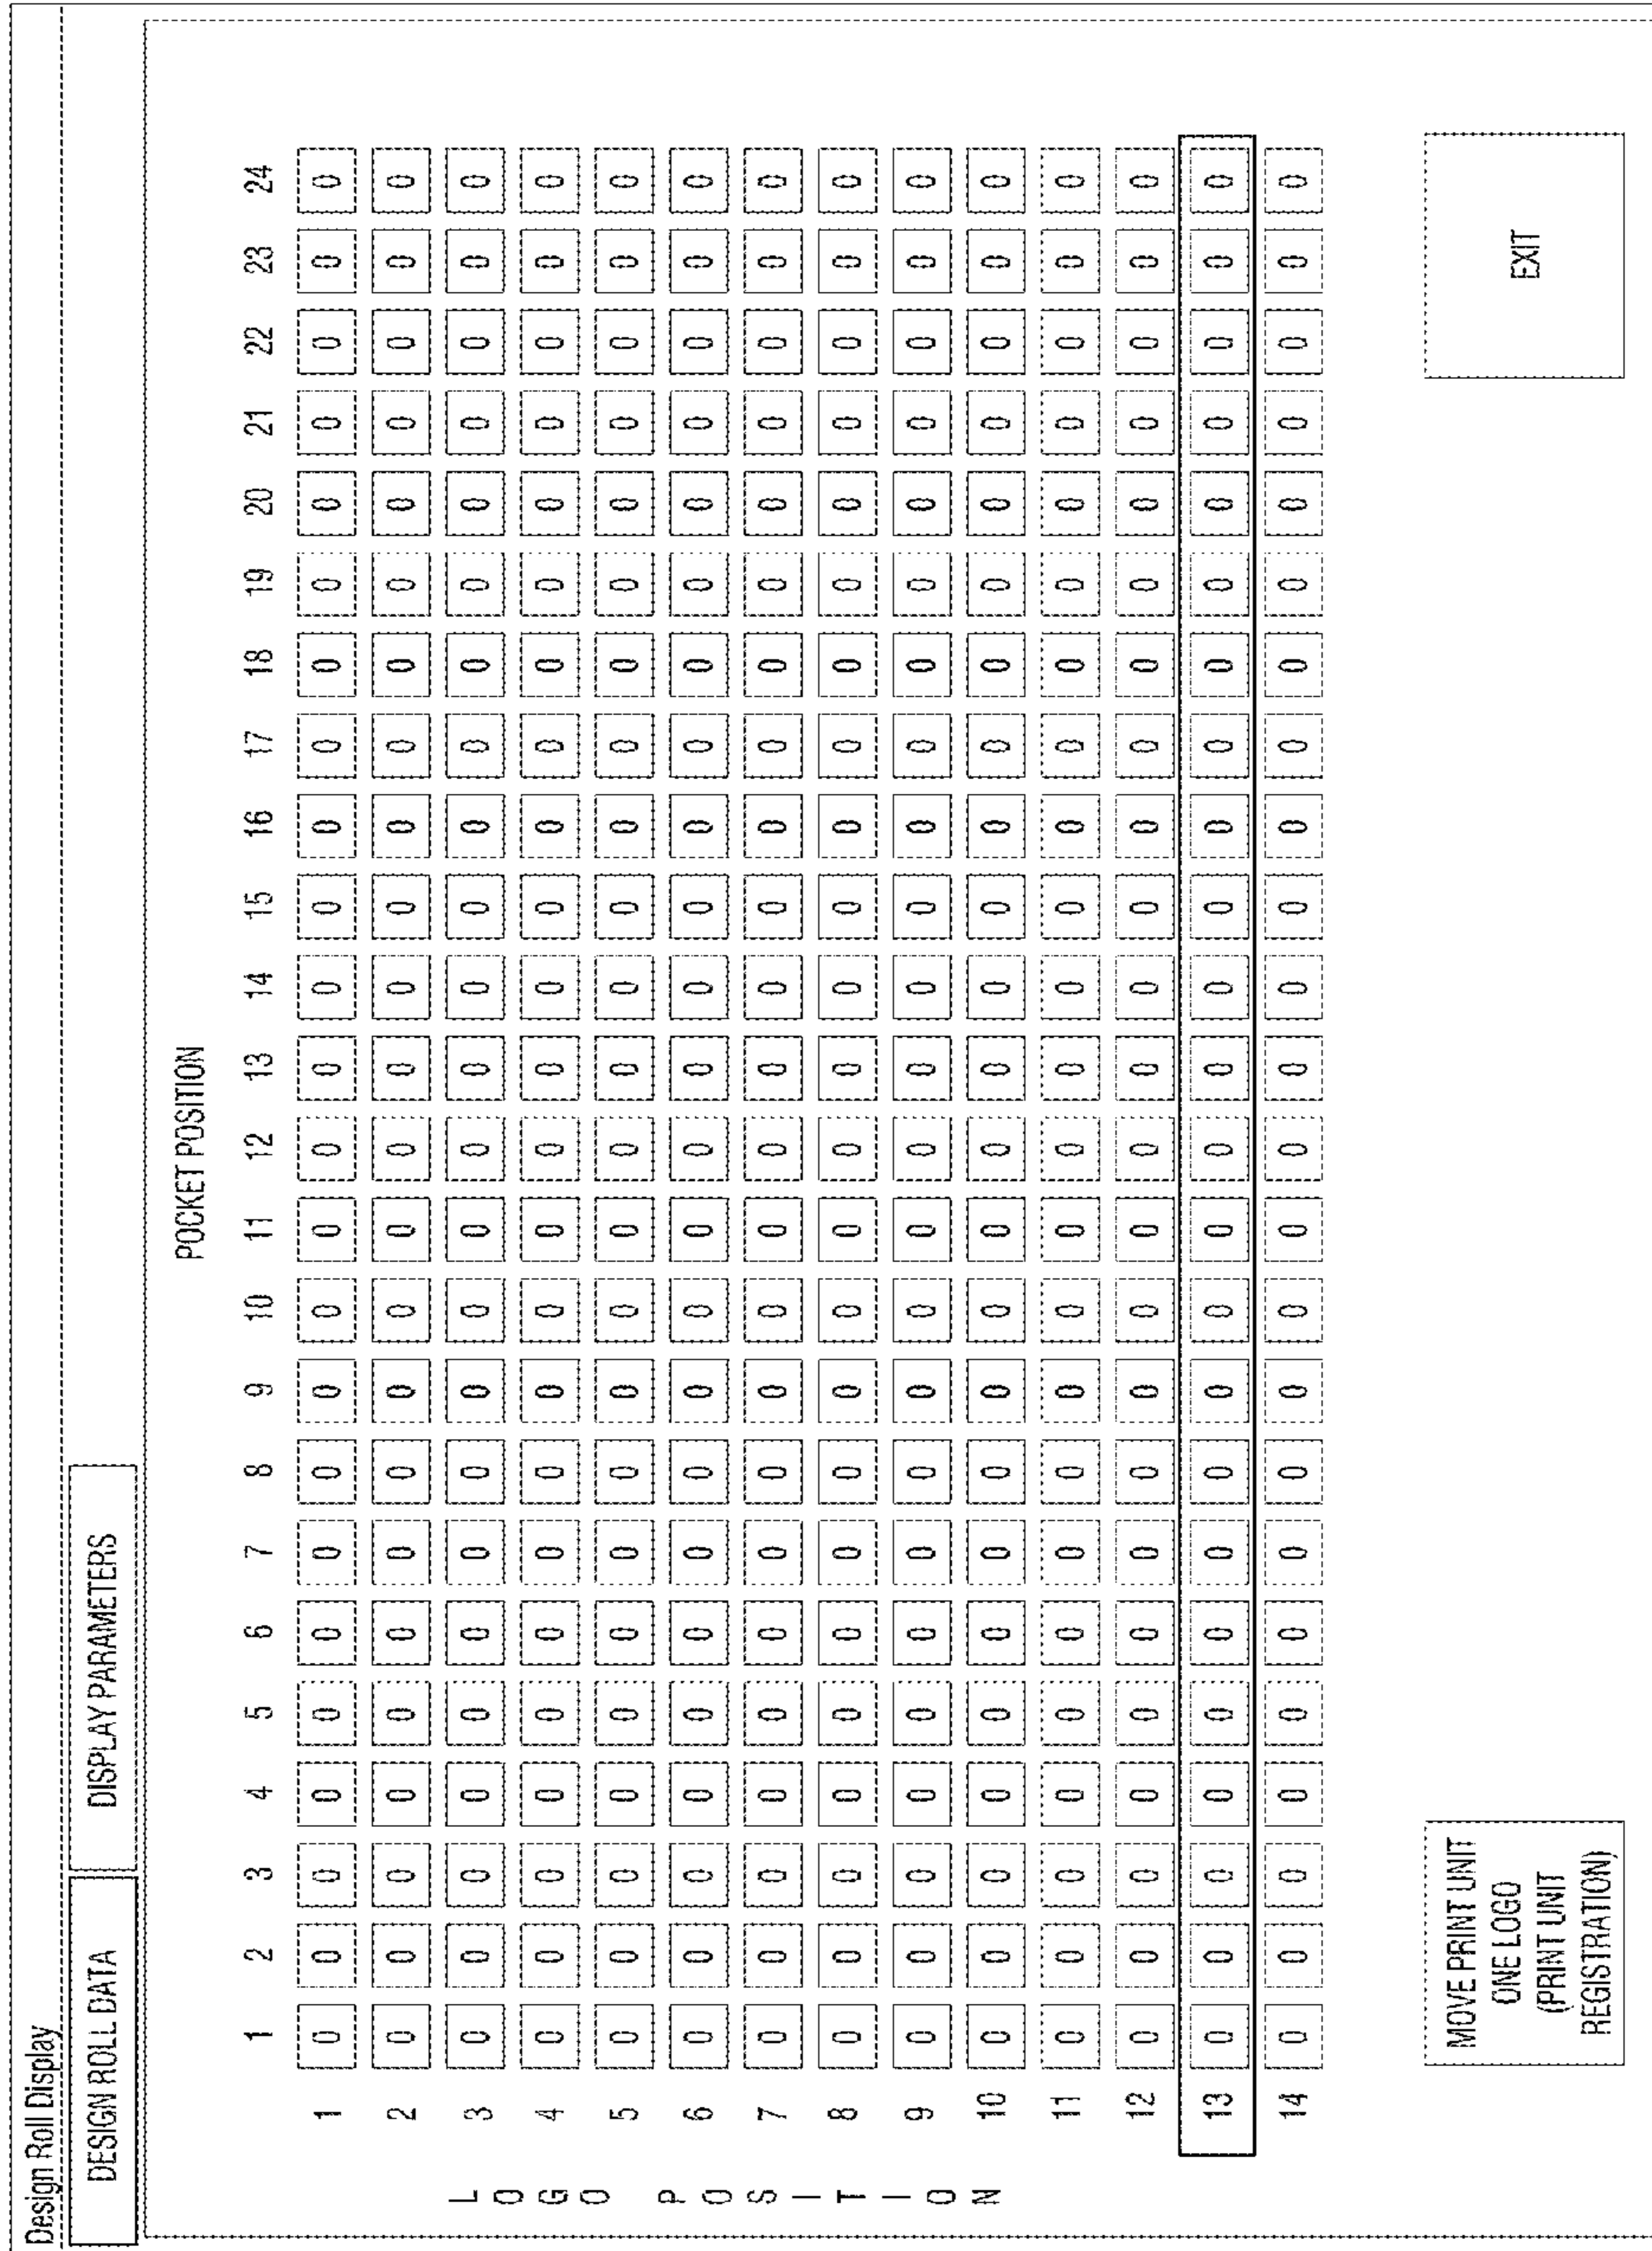 Design Roll Display
DESIGN ROLL DATA DISPLAY PARAMETERS
POCKET POSITION
1 2 3 4 5 6 7 8 9 10 11 12 13 14 15 16 17 18 19 20 21 22 23 24
LOGO POSITION
1 0 0 0 0 0 0 0 0 0 0 0 0 0 0 0 0 0 0 0 0 0 0 0 0
2 0 0 0 0 0 0 0 0 0 0 0 0 0 0 0 0 0 0 0 0 0 0 0 0
3 0 0 0 0 0 0 0 0 0 0 0 0 0 0 0 0 0 0 0 0 0 0 0 0
4 0 0 0 0 0 0 0 0 0 0 0 0 0 0 0 0 0 0 0 0 0 0 0 0
5 0 0 0 0 0 0 0 0 0 0 0 0 0 0 0 0 0 0 0 0 0 0 0 0
6 0 0 0 0 0 0 0 0 0 0 0 0 0 0 0 0 0 0 0 0 0 0 0 0
7 0 0 0 0 0 0 0 0 0 0 0 0 0 0 0 0 0 0 0 0 0 0 0 0
8 0 0 0 0 0 0 0 0 0 0 0 0 0 0 0 0 0 0 0 0 0 0 0 0
9 0 0 0 0 0 0 0 0 0 0 0 0 0 0 0 0 0 0 0 0 0 0 0 0
10 0 0 0 0 0 0 0 0 0 0 0 0 0 0 0 0 0 0 0 0 0 0 0 0
11 0 0 0 0 0 0 0 0 0 0 0 0 0 0 0 0 0 0 0 0 0 0 0 0
12 0 0 0 0 0 0 0 0 0 0 0 0 0 0 0 0 0 0 0 0 0 0 0 0
13 0 0 0 0 0 0 0 0 0 0 0 0 0 0 0 0 0 0 0 0 0 0 0 0
14 0 0 0 0 0 0 0 0 0 0 0 0 0 0 0 0 0 0 0 0 0 0 0 0
MOVE PRINT UNIT
ONE LOGO
(PRINT UNIT
REGISTRATION)
EXIT